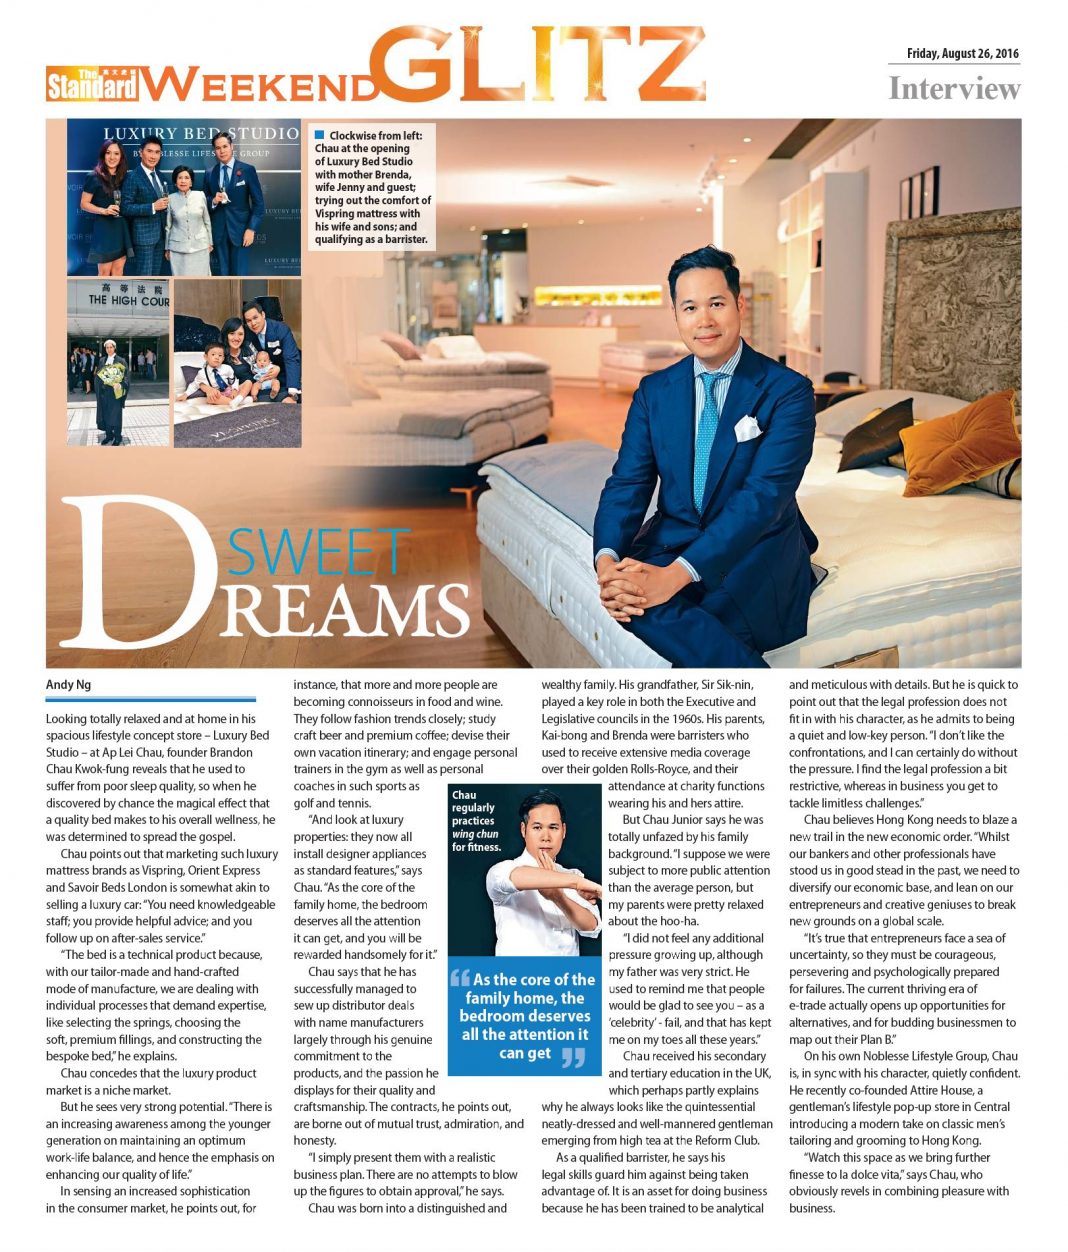 The
英文虎報
Standard
WEEKEND GLITZ
Friday, August 26, 2016
Interview
LUXURY BED STUDIO
LUXURY BED
LUXURY BED STUDIO
高等法院
THE HIGH COUR
VI-SPRING
Clockwise from left:
Chau at the opening
of Luxury Bed Studio
with mother Brenda,
wife Jenny and guest;
trying out the comfort of
Vispring mattress with
his wife and sons; and
qualifying as a barrister.
SWEET
DREAMS
Andy Ng
Looking totally relaxed and at home in his
spacious lifestyle concept store – Luxury Bed
Studio – at Ap Lei Chau, founder Brandon
Chau Kwok-fung reveals that he used to
suffer from poor sleep quality, so when he
discovered by chance the magical effect that
a quality bed makes to his overall wellness, he
was determined to spread the gospel.
Chau points out that marketing such luxury
mattress brands as Vispring, Orient Express
and Savoir Beds London is somewhat akin to
selling a luxury car: “You need knowledgeable
staff; you provide helpful advice; and you
follow up on after-sales service.”
“The bed is a technical product because,
with our tailor-made and hand-crafted
mode of manufacture, we are dealing with
individual processes that demand expertise,
like selecting the springs, choosing the
soft, premium fillings, and constructing the
bespoke bed,” he explains.
Chau concedes that the luxury product
market is a niche market.
But he sees very strong potential. “There is
an increasing awareness among the younger
generation on maintaining an optimum
work-life balance, and hence the emphasis on
enhancing our quality of life.”
In sensing an increased sophistication
in the consumer market, he points out, for
instance, that more and more people are
becoming connoisseurs in food and wine.
They follow fashion trends closely; study
craft beer and premium coffee; devise their
own vacation itinerary; and engage personal
trainers in the gym as well as personal
coaches in such sports as
golf and tennis.
“And look at luxury
properties: they now all
install designer appliances
as standard features,” says
Chau. “As the core of the
family home, the bedroom
deserves all the attention
it can get, and you will be
rewarded handsomely for it.”
Chau says that he has
successfully managed to
sew up distributor deals
with name manufacturers
largely through his genuine
commitment to the
products, and the passion he
displays for their quality and
craftsmanship. The contracts, he points out,
are borne out of mutual trust, admiration, and
honesty.
“I simply present them with a realistic
business plan. There are no attempts to blow
up the figures to obtain approval,” he says.
Chau was born into a distinguished and
Chau
regularly
practices
wing chun
for fitness.
“As the core of the
family home, the
bedroom deserves
all the attention it
can get”
wealthy family. His grandfather, Sir Sik-nin,
played a key role in both the Executive and
Legislative councils in the 1960s. His parents,
Kai-bong and Brenda were barristers who
used to receive extensive media coverage
over their golden Rolls-Royce, and their
attendance at charity functions
wearing his and hers attire.
But Chau Junior says he was
totally unfazed by his family
background. “I suppose we were
subject to more public attention
than the average person, but
my parents were pretty relaxed
about the hoo-ha.
“I did not feel any additional
pressure growing up, although
my father was very strict. He
used to remind me that people
would be glad to see you – as a
‘celebrity’ - fail, and that has kept
me on my toes all these years.”
Chau received his secondary
and tertiary education in the UK,
which perhaps partly explains
why he always looks like the quintessential
neatly-dressed and well-mannered gentleman
emerging from high tea at the Reform Club.
As a qualified barrister, he says his
legal skills guard him against being taken
advantage of. It is an asset for doing business
because he has been trained to be analytical
and meticulous with details. But he is quick to
point out that the legal profession does not
fit in with his character, as he admits to being
a quiet and low-key person. “I don’t like the
confrontations, and I can certainly do without
the pressure. I find the legal profession a bit
restrictive, whereas in business you get to
tackle limitless challenges.”
Chau believes Hong Kong needs to blaze a
new trail in the new economic order. “Whilst
our bankers and other professionals have
stood us in good stead in the past, we need to
diversify our economic base, and lean on our
entrepreneurs and creative geniuses to break
new grounds on a global scale.
“It’s true that entrepreneurs face a sea of
uncertainty, so they must be courageous,
persevering and psychologically prepared
for failures. The current thriving era of
e-trade actually opens up opportunities for
alternatives, and for budding businessmen to
map out their Plan B.”
On his own Noblesse Lifestyle Group, Chau
is, in sync with his character, quietly confident.
He recently co-founded Attire House, a
gentleman’s lifestyle pop-up store in Central
introducing a modern take on classic men’s
tailoring and grooming to Hong Kong.
“Watch this space as we bring further
finesse to la dolce vita,” says Chau, who
obviously revels in combining pleasure with
business.